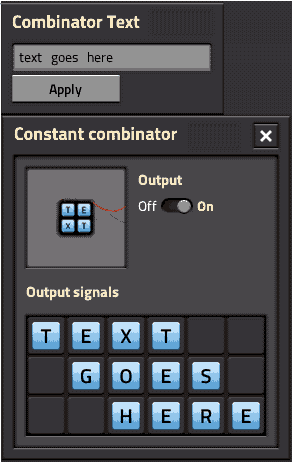 Combinator Text
text goes here
Apply
Constant combinator
T E
X T
Output
Off On
Output signals
T E X T
G O E S
H E R E